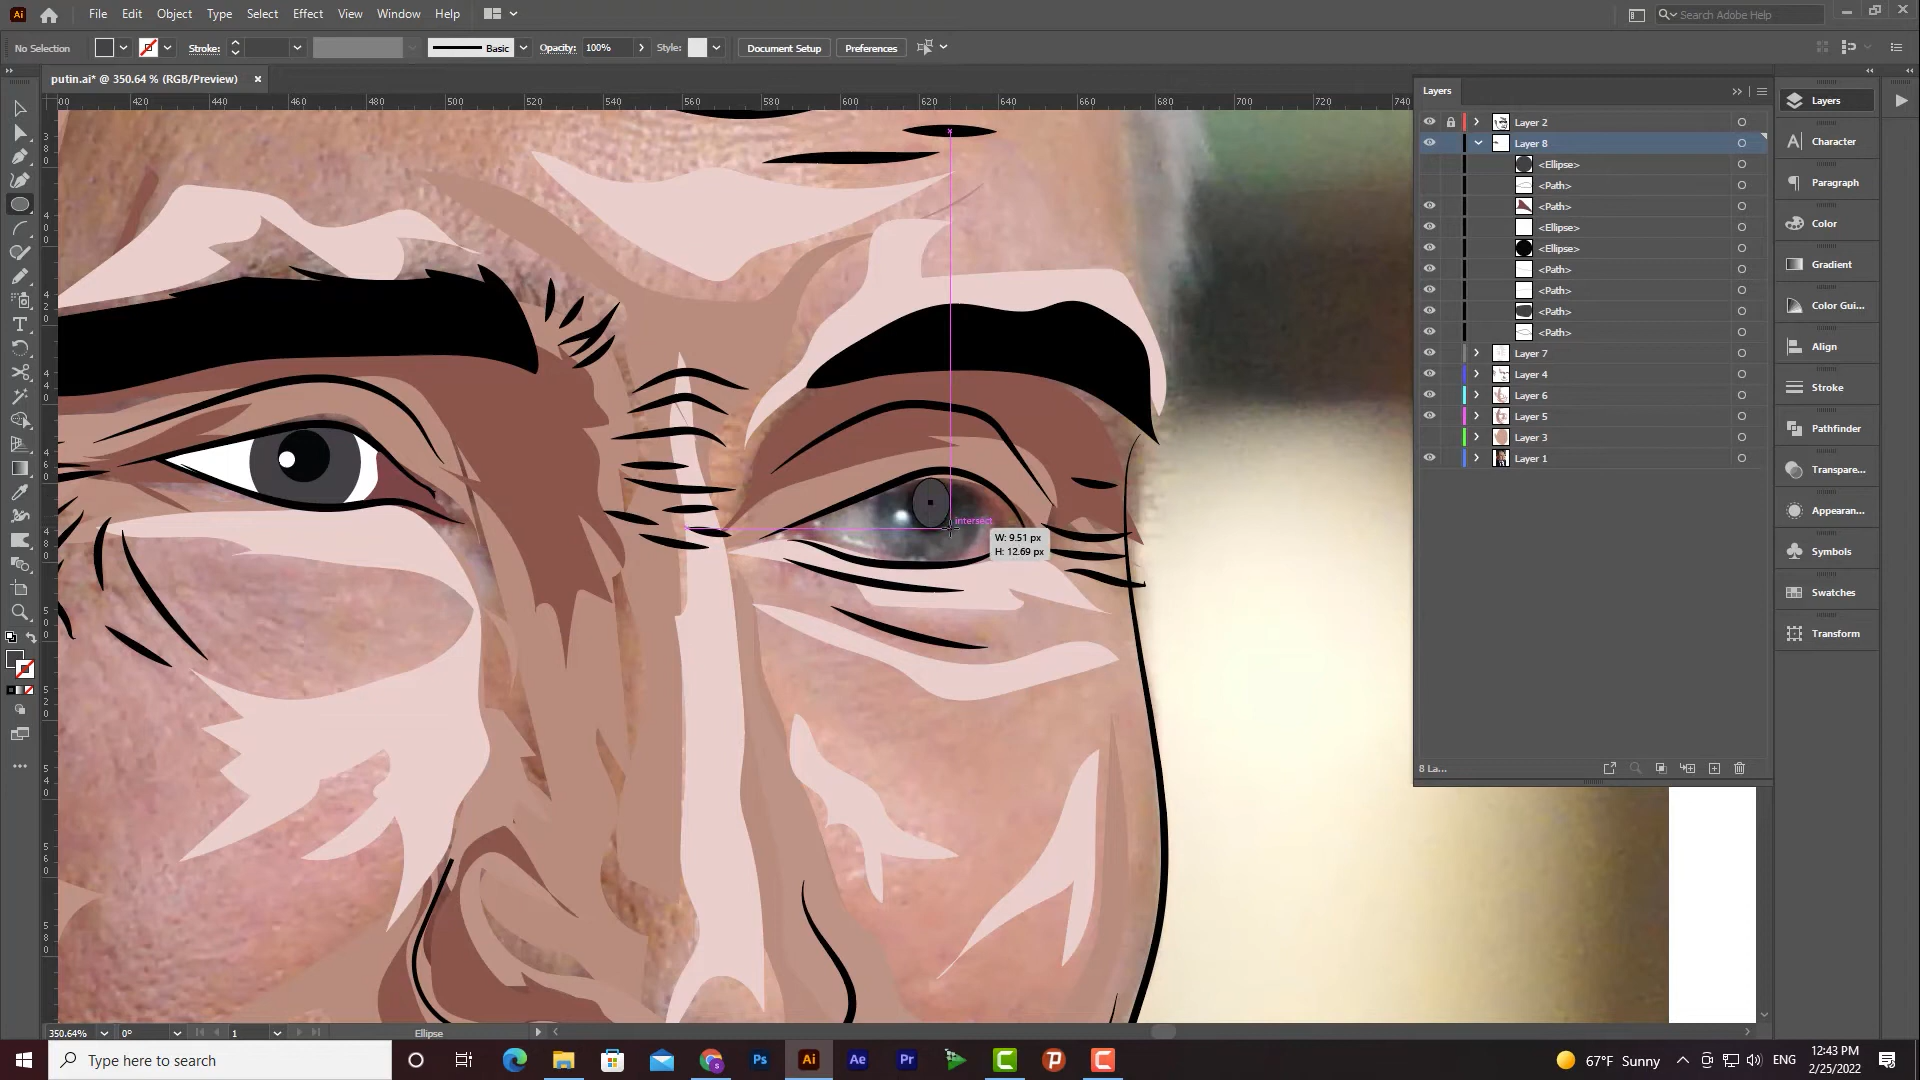 Ai File Edit Object Type Select Effect View Window Help Search Adobe Help
No Selection Stroke: Basic Opacity: 100% Style: Document Setup Preferences
putin.ai* @ 350.64 % (RGB/Preview)
00 420 440 460 480 500 520 540 560 580 600 620 640 660 680 700 720 740
Layers
Layer 2
Layer 8
<Ellipse>
<Path>
<Path>
<Ellipse>
<Ellipse>
<Path>
<Path>
<Path>
<Path>
Layer 7
Layer 4
Layer 6
Layer 5
Layer 3
Layer 1
8 La...
Layers
Character
Paragraph
Color
Gradient
Color Gui...
Align
Stroke
Pathfinder
Transpare...
Appearan...
Symbols
Swatches
Transform
intersect
W: 9.51 px
H: 12.69 px
350.64% 0° 1 Ellipse
Type here to search
Ps Ai Ae Pr
67°F Sunny
ENG
12:43 PM
2/25/2022